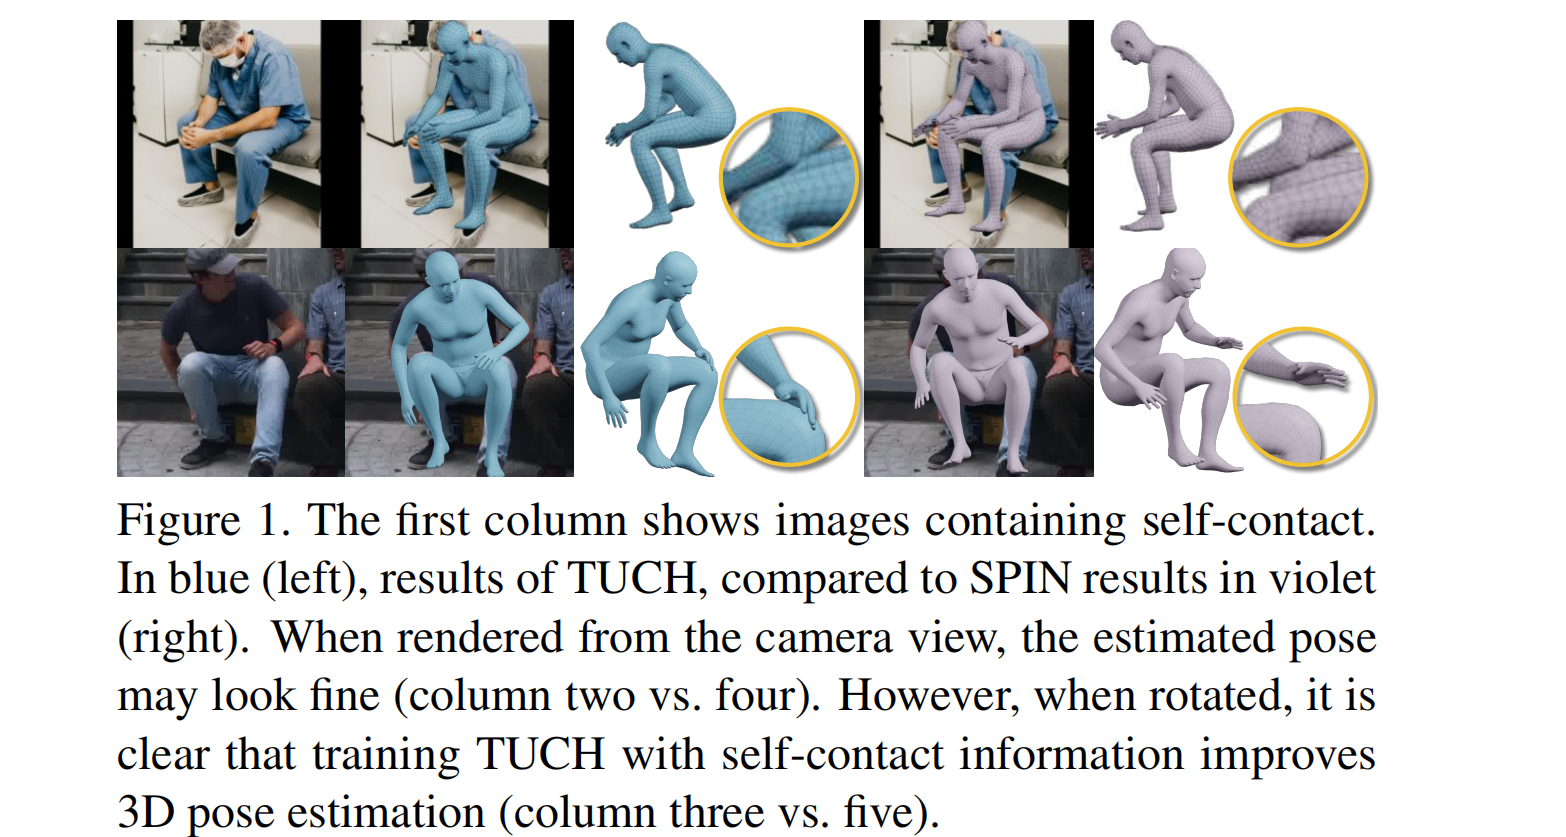 Figure 1. The first column shows images containing self-contact.
In blue (left), results of TUCH, compared to SPIN results in violet
(right). When rendered from the camera view, the estimated pose
may look fine (column two vs. four). However, when rotated, it is
clear that training TUCH with self-contact information improves
3D pose estimation (column three vs. five).